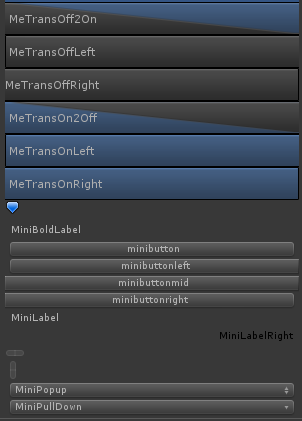 MeTransOff2On
MeTransOffLeft
MeTransOffRight
MeTransOn2Off
MeTransOnLeft
MeTransOnRight
MiniBoldLabel
minibutton
minibuttonleft
minibuttonmid
minibuttonright
MiniLabel
MiniLabelRight
MiniPopup
MiniPullDown